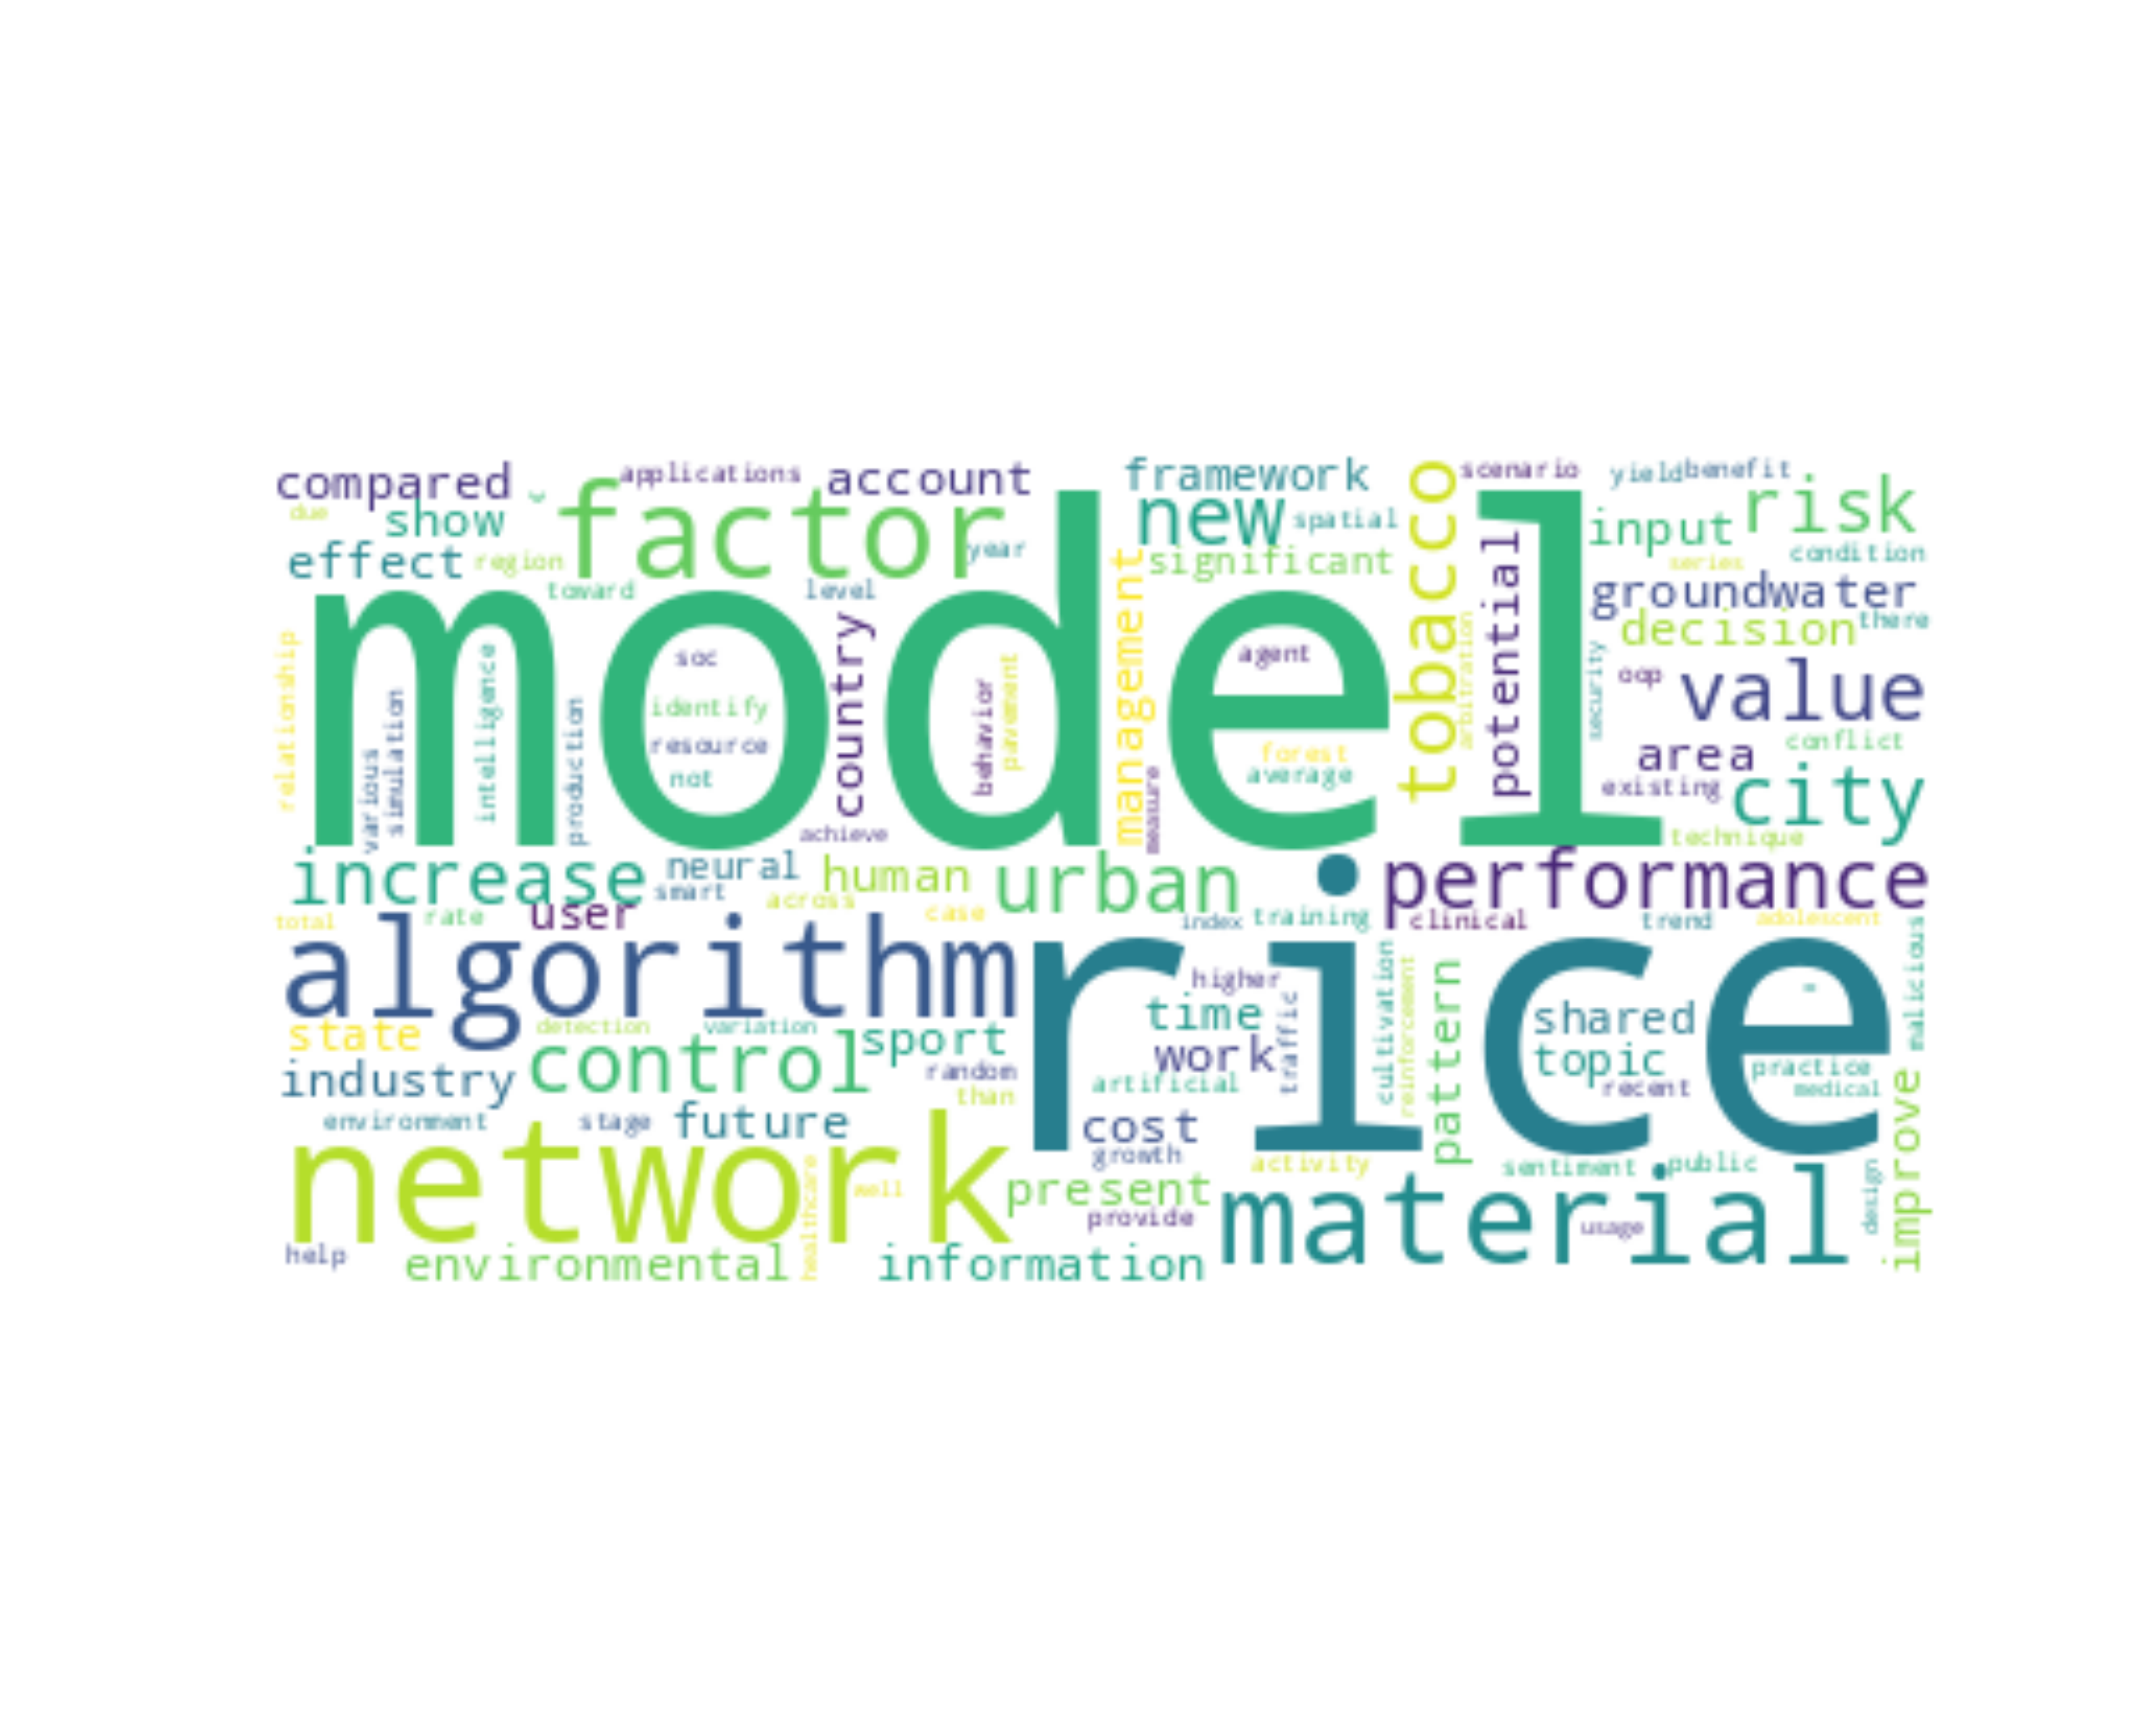 compared
applications
account
framework
tobacco
scenario
yield
benefit
risk
due
show
factor
new
spatial
input
effect
region
year
significant
potential
series
condition
toward
level
management
groundwater
model
decision
there
relationship
various
simulation
intelligence
production
soc
identify
resource
not
country
behavior
pavement
measure
agent
forest
average
arbitration
security
oop
value
area
conflict
existing
city
achieve
technique
increase
neural
smart
human
across
urban
performance
total
rate
user
case
index
training
clinical
trend
adolescent
malicious
algorithm
rice
higher
time
traffic
work
cultivation
reinforcement
pattern
shared
topic
recent
practice
medical
state
detection
variation
control
sport
industry
random
artificial
than
improve
environment
stage
future
cost
growth
network
healthcare
well
present
provide
activity
sentiment
public
material
usage
design
help
environmental
information